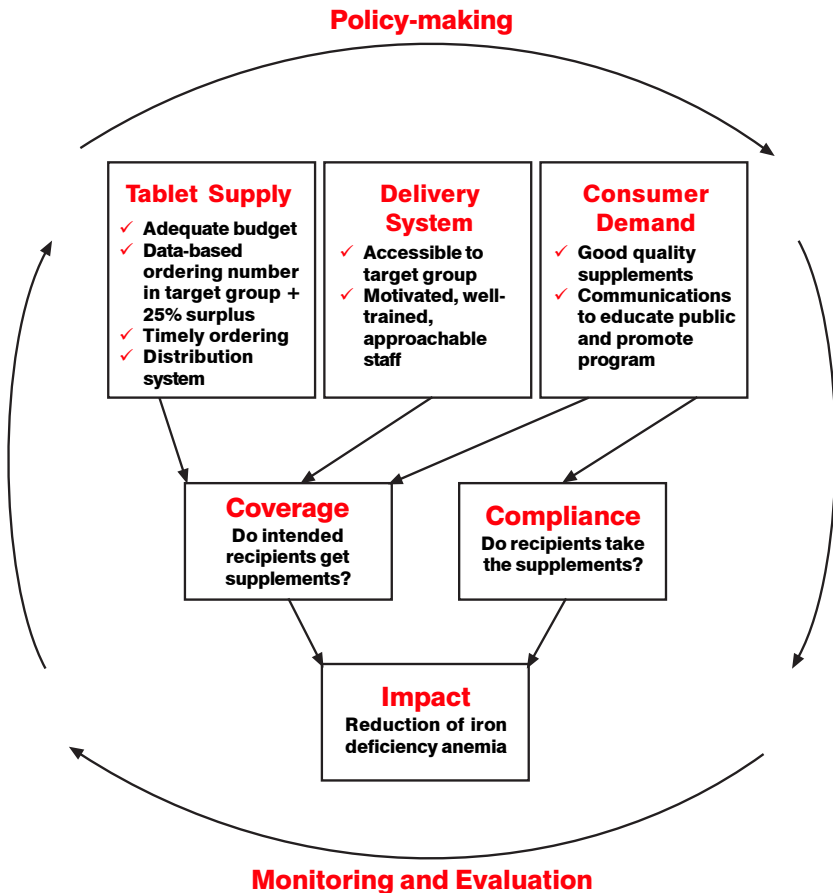 Policy-making
Tablet Supply
✓ Adequate budget
✓ Data-based
ordering number
in target group +
25% surplus
✓ Timely ordering
✓ Distribution
system
Delivery
System
✓ Accessible to
target group
✓ Motivated, well-
trained,
approachable
staff
Consumer
Demand
✓ Good quality
supplements
✓ Communications
to educate public
and promote
program
Coverage
Do intended
recipients get
supplements?
Compliance
Do recipients take
the supplements?
Impact
Reduction of iron
deficiency anemia
Monitoring and Evaluation